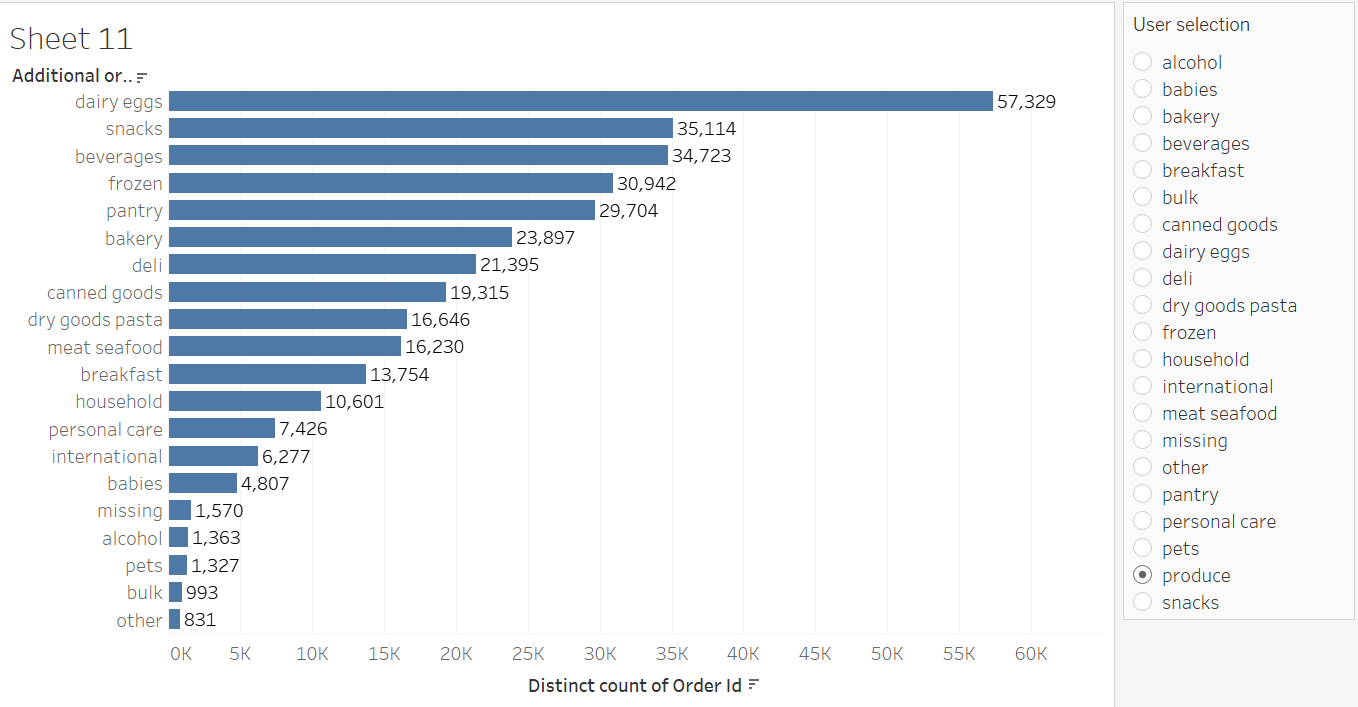 Sheet 11
Additional or..
dairy eggs 57,329
snacks 35,114
beverages 34,723
frozen 30,942
pantry 29,704
bakery 23,897
deli 21,395
canned goods 19,315
dry goods pasta 16,646
meat seafood 16,230
breakfast 13,754
household 10,601
personal care 7,426
international 6,277
babies 4,807
missing 1,570
alcohol 1,363
pets 1,327
bulk 993
other 831
0K 5K 10K 15K 20K 25K 30K 35K 40K 45K 50K 55K 60K
Distinct count of Order Id
User selection
alcohol
babies
bakery
beverages
breakfast
bulk
canned goods
dairy eggs
deli
dry goods pasta
frozen
household
international
meat seafood
missing
other
pantry
personal care
pets
produce
snacks